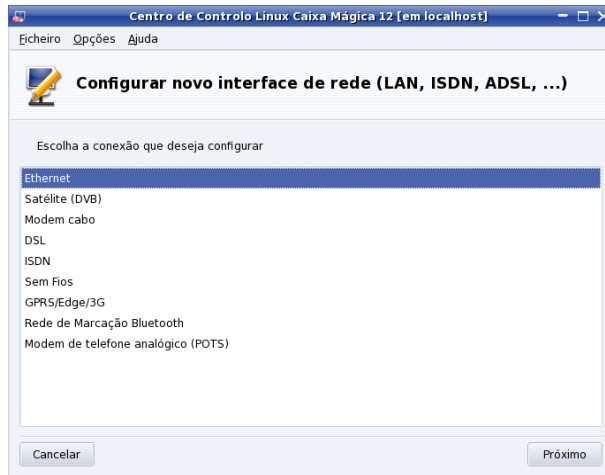 Centro de Controlo Linux Caixa Mágica 12 [em localhost]
Ficheiro Opções Ajuda
Configurar novo interface de rede (LAN, ISDN, ADSL, ...)
Escolha a conexão que deseja configurar
Ethernet
Satélite (DVB)
Modem cabo
DSL
ISDN
Sem Fios
GPRS/Edge/3G
Rede de Marcação Bluetooth
Modem de telefone analógico (POTS)
Cancelar Próximo